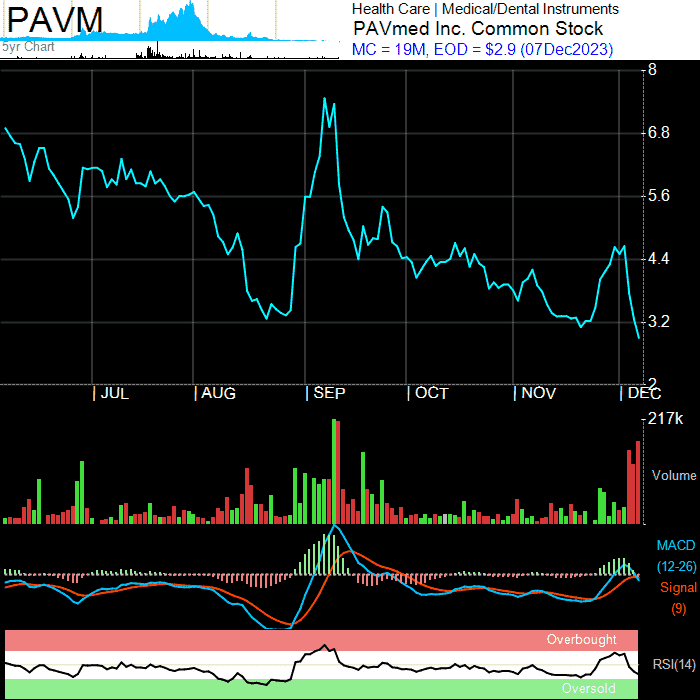 PAVM
5yr Chart
Health Care | Medical/Dental Instruments
PAVmed Inc. Common Stock
MC = 19M, EOD = $2.9 (07Dec2023)
8
6.8
5.6
4.4
3.2
2
JUL AUG SEP OCT NOV DEC
217k
Volume
MACD
(12-26)
Signal
(9)
Overbought
RSI(14)
Oversold